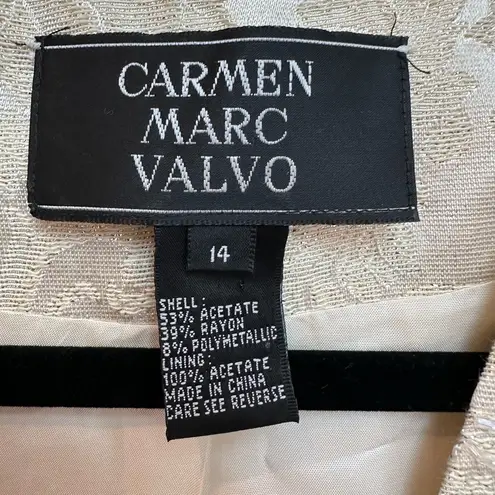 CARMEN
MARC
VALVO
14
SHELL:
53% ACETATE
39% RAYON
8% POLYMETALLIC
LINING:
100% ACETATE
MADE IN CHINA
CARE SEE REVERSE